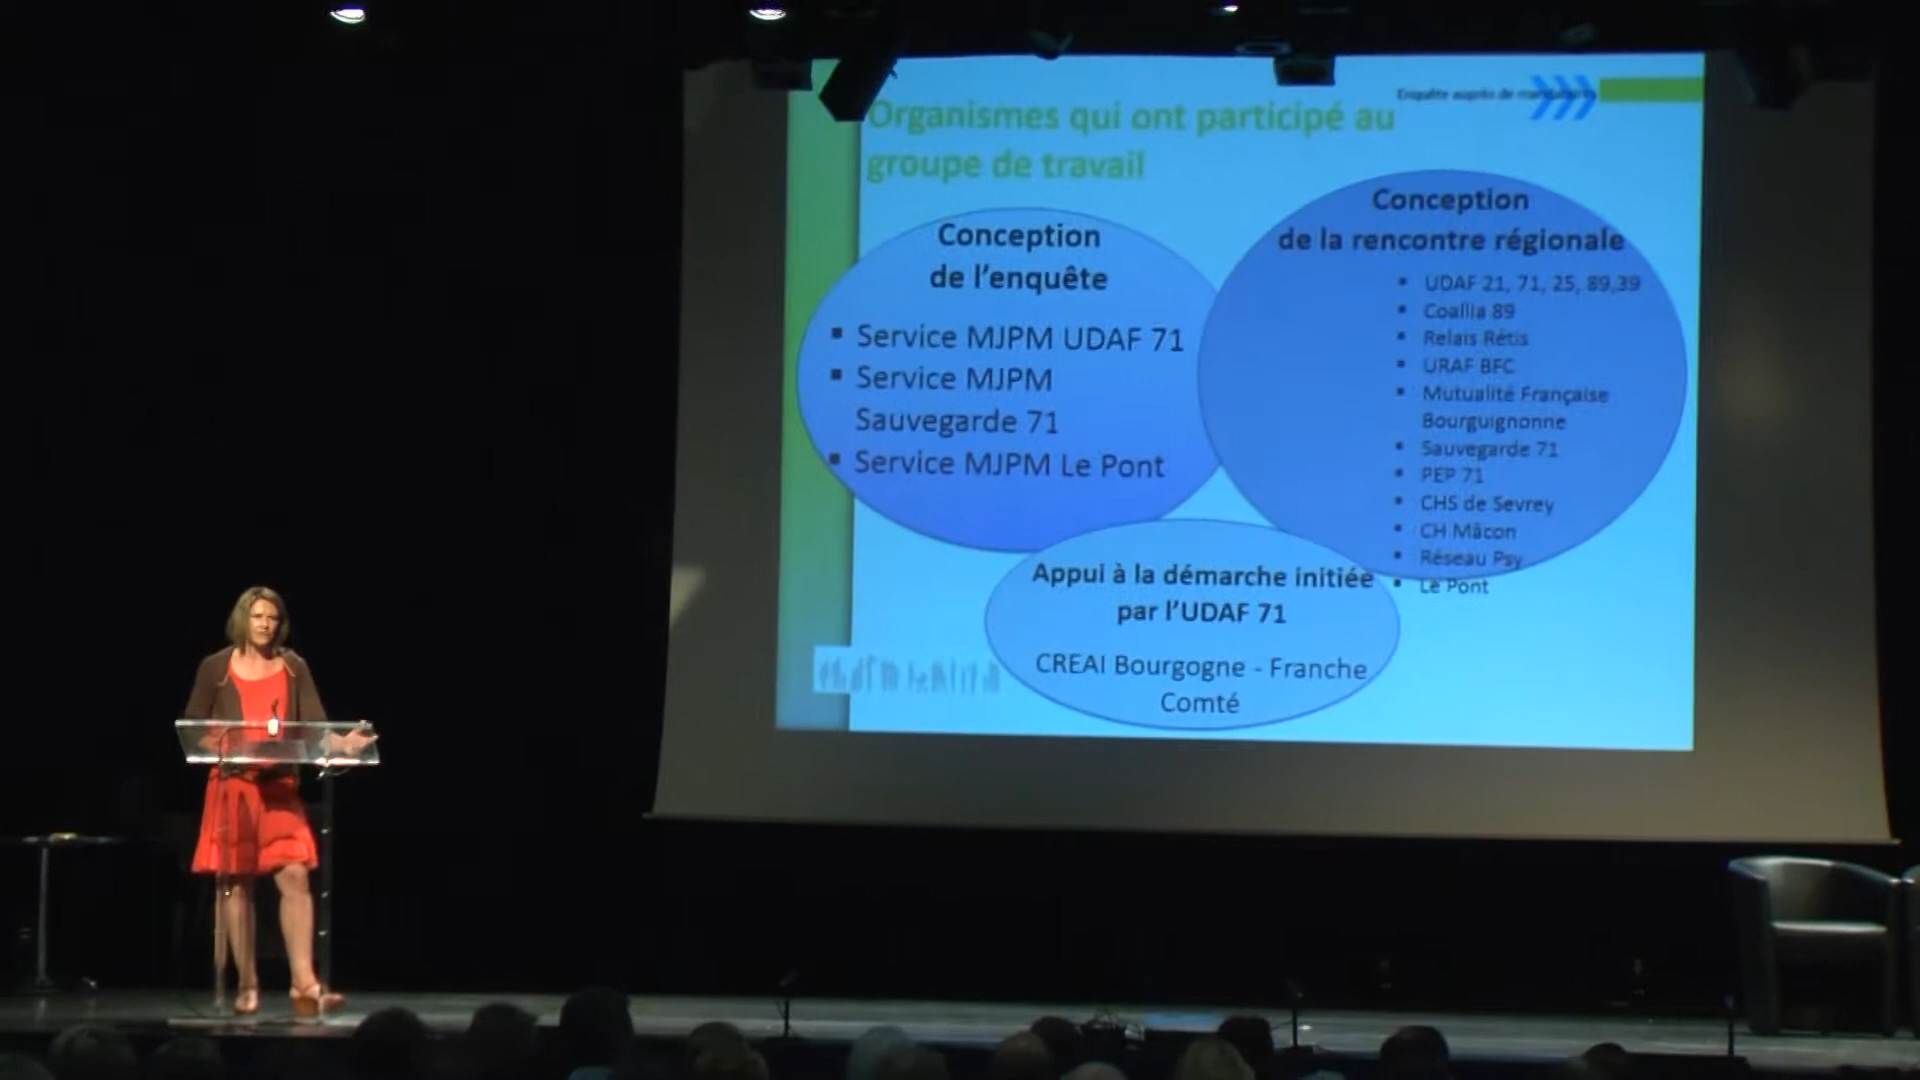 Enquête auprès de
Organismes qui ont participé au
groupe de travail
Conception
de l'enquête
▪ Service MJPM UDAF 71
▪ Service MJPM
Sauvegarde 71
▪ Service MJPM Le Pont
Conception
de la rencontre régionale
▪ UDAF 21, 71, 25, 89,39
▪ Coallia 89
▪ Relais Rétis
▪ URAF BFC
▪ Mutualité Française
Bourguignonne
▪ Sauvegarde 71
▪ PEP 71
▪ CHS de Sevrey
▪ CH Mâcon
▪ Réseau Psy
▪ Le Pont
Appui à la démarche initiée
par l'UDAF 71
CREAI Bourgogne - Franche
Comté